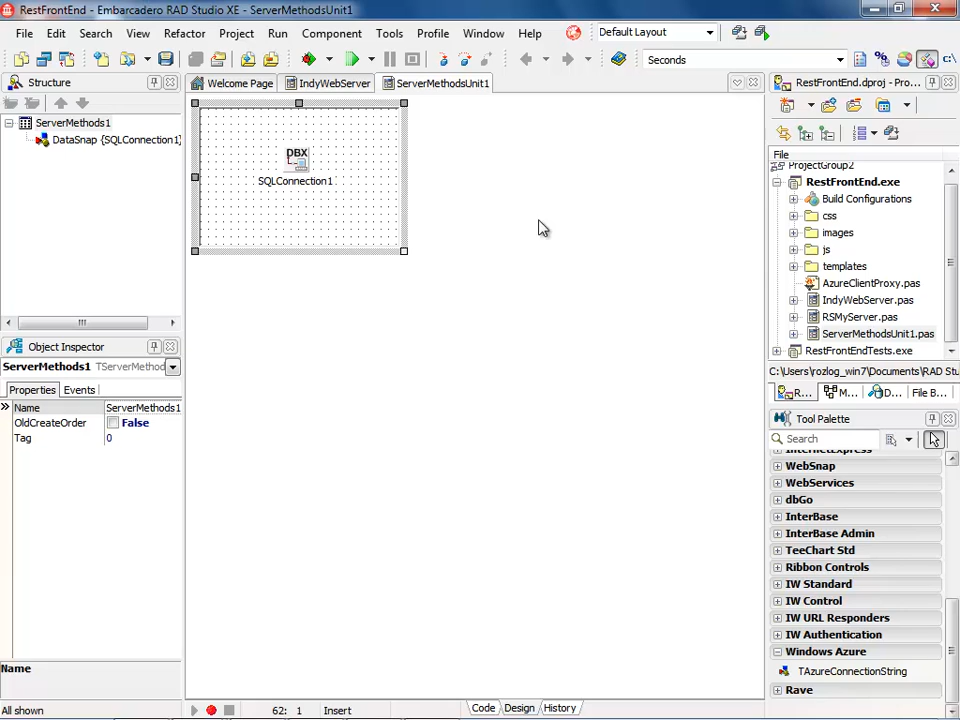 RestFrontEnd - Embarcadero RAD Studio XE - ServerMethodsUnit1
File Edit Search View Refactor Project Run Component Tools Profile Window Help
Default Layout
Seconds
c:\
Structure
ServerMethods1
DataSnap {SQLConnection1}
Welcome Page
IndyWebServer
ServerMethodsUnit1
DBX
SQLConnection1
Object Inspector
ServerMethods1 TServerMethod
Properties Events
Name ServerMethods1
OldCreateOrder False
Tag 0
Name
All shown
62: 1 Insert
Code Design History
RestFrontEnd.dproj - Pro...
File
ProjectGroup2
RestFrontEnd.exe
Build Configurations
css
images
js
templates
AzureClientProxy.pas
IndyWebServer.pas
RSMyServer.pas
ServerMethodsUnit1.pas
RestFrontEndTests.exe
C:\Users\rozlog_win7\Documents\RAD Stu
R... M... D... File B...
Tool Palette
Search
InternetExpress
WebSnap
WebServices
dbGo
InterBase
InterBase Admin
TeeChart Std
Ribbon Controls
IW Standard
IW Control
IW URL Responders
IW Authentication
Windows Azure
TAzureConnectionString
Rave